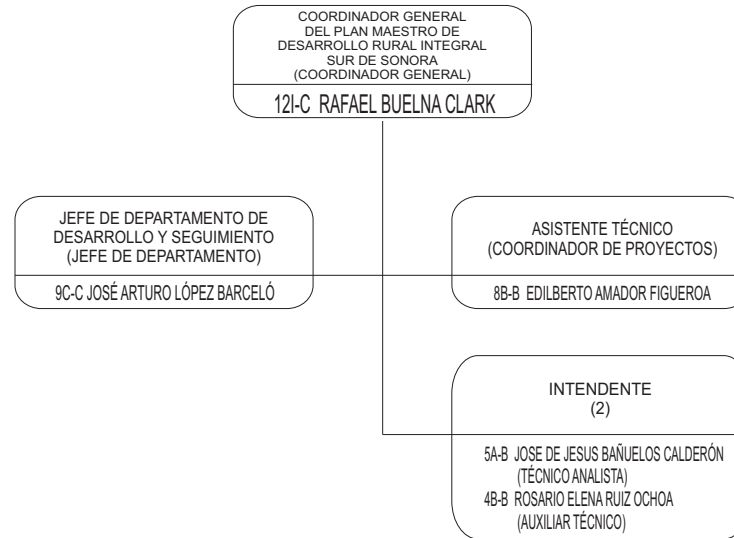 COORDINADOR GENERAL
DEL PLAN MAESTRO DE
DESARROLLO RURAL INTEGRAL
SUR DE SONORA
(COORDINADOR GENERAL)
12I-C RAFAEL BUELNA CLARK
JEFE DE DEPARTAMENTO DE
DESARROLLO Y SEGUIMIENTO
(JEFE DE DEPARTAMENTO)
9C-C JOSÉ ARTURO LÓPEZ BARCELÓ
ASISTENTE TÉCNICO
(COORDINADOR DE PROYECTOS)
8B-B EDILBERTO AMADOR FIGUEROA
INTENDENTE
(2)
5A-B JOSE DE JESUS BAÑUELOS CALDERÓN
(TÉCNICO ANALISTA)
4B-B ROSARIO ELENA RUIZ OCHOA
(AUXILIAR TÉCNICO)